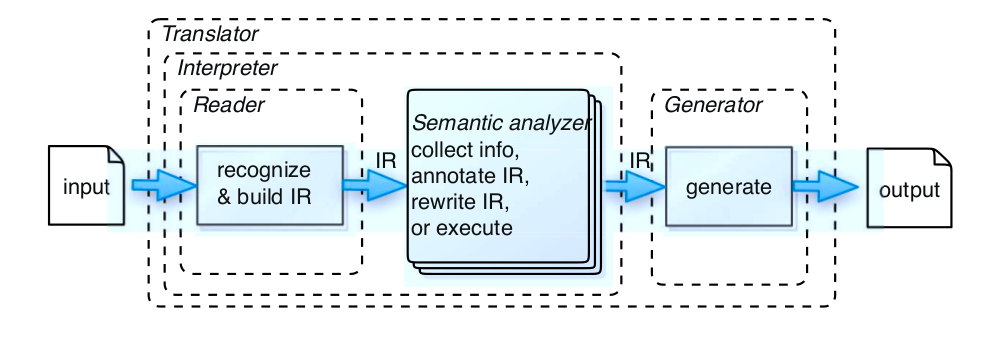 Translator
Interpreter
Reader
Generator
input
recognize
& build IR
IR
Semantic analyzer
collect info,
annotate IR,
rewrite IR,
or execute
IR
generate
output